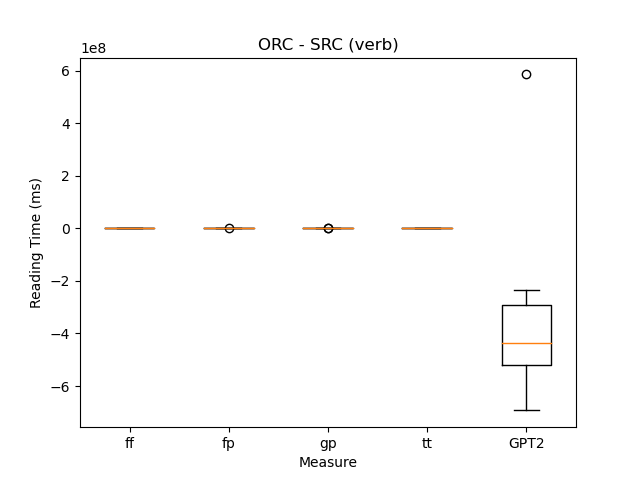 ORC - SRC (verb)
1e8
6
4
2
0
−2
−4
−6
Reading Time (ms)
ff fp gp tt GPT2
Measure